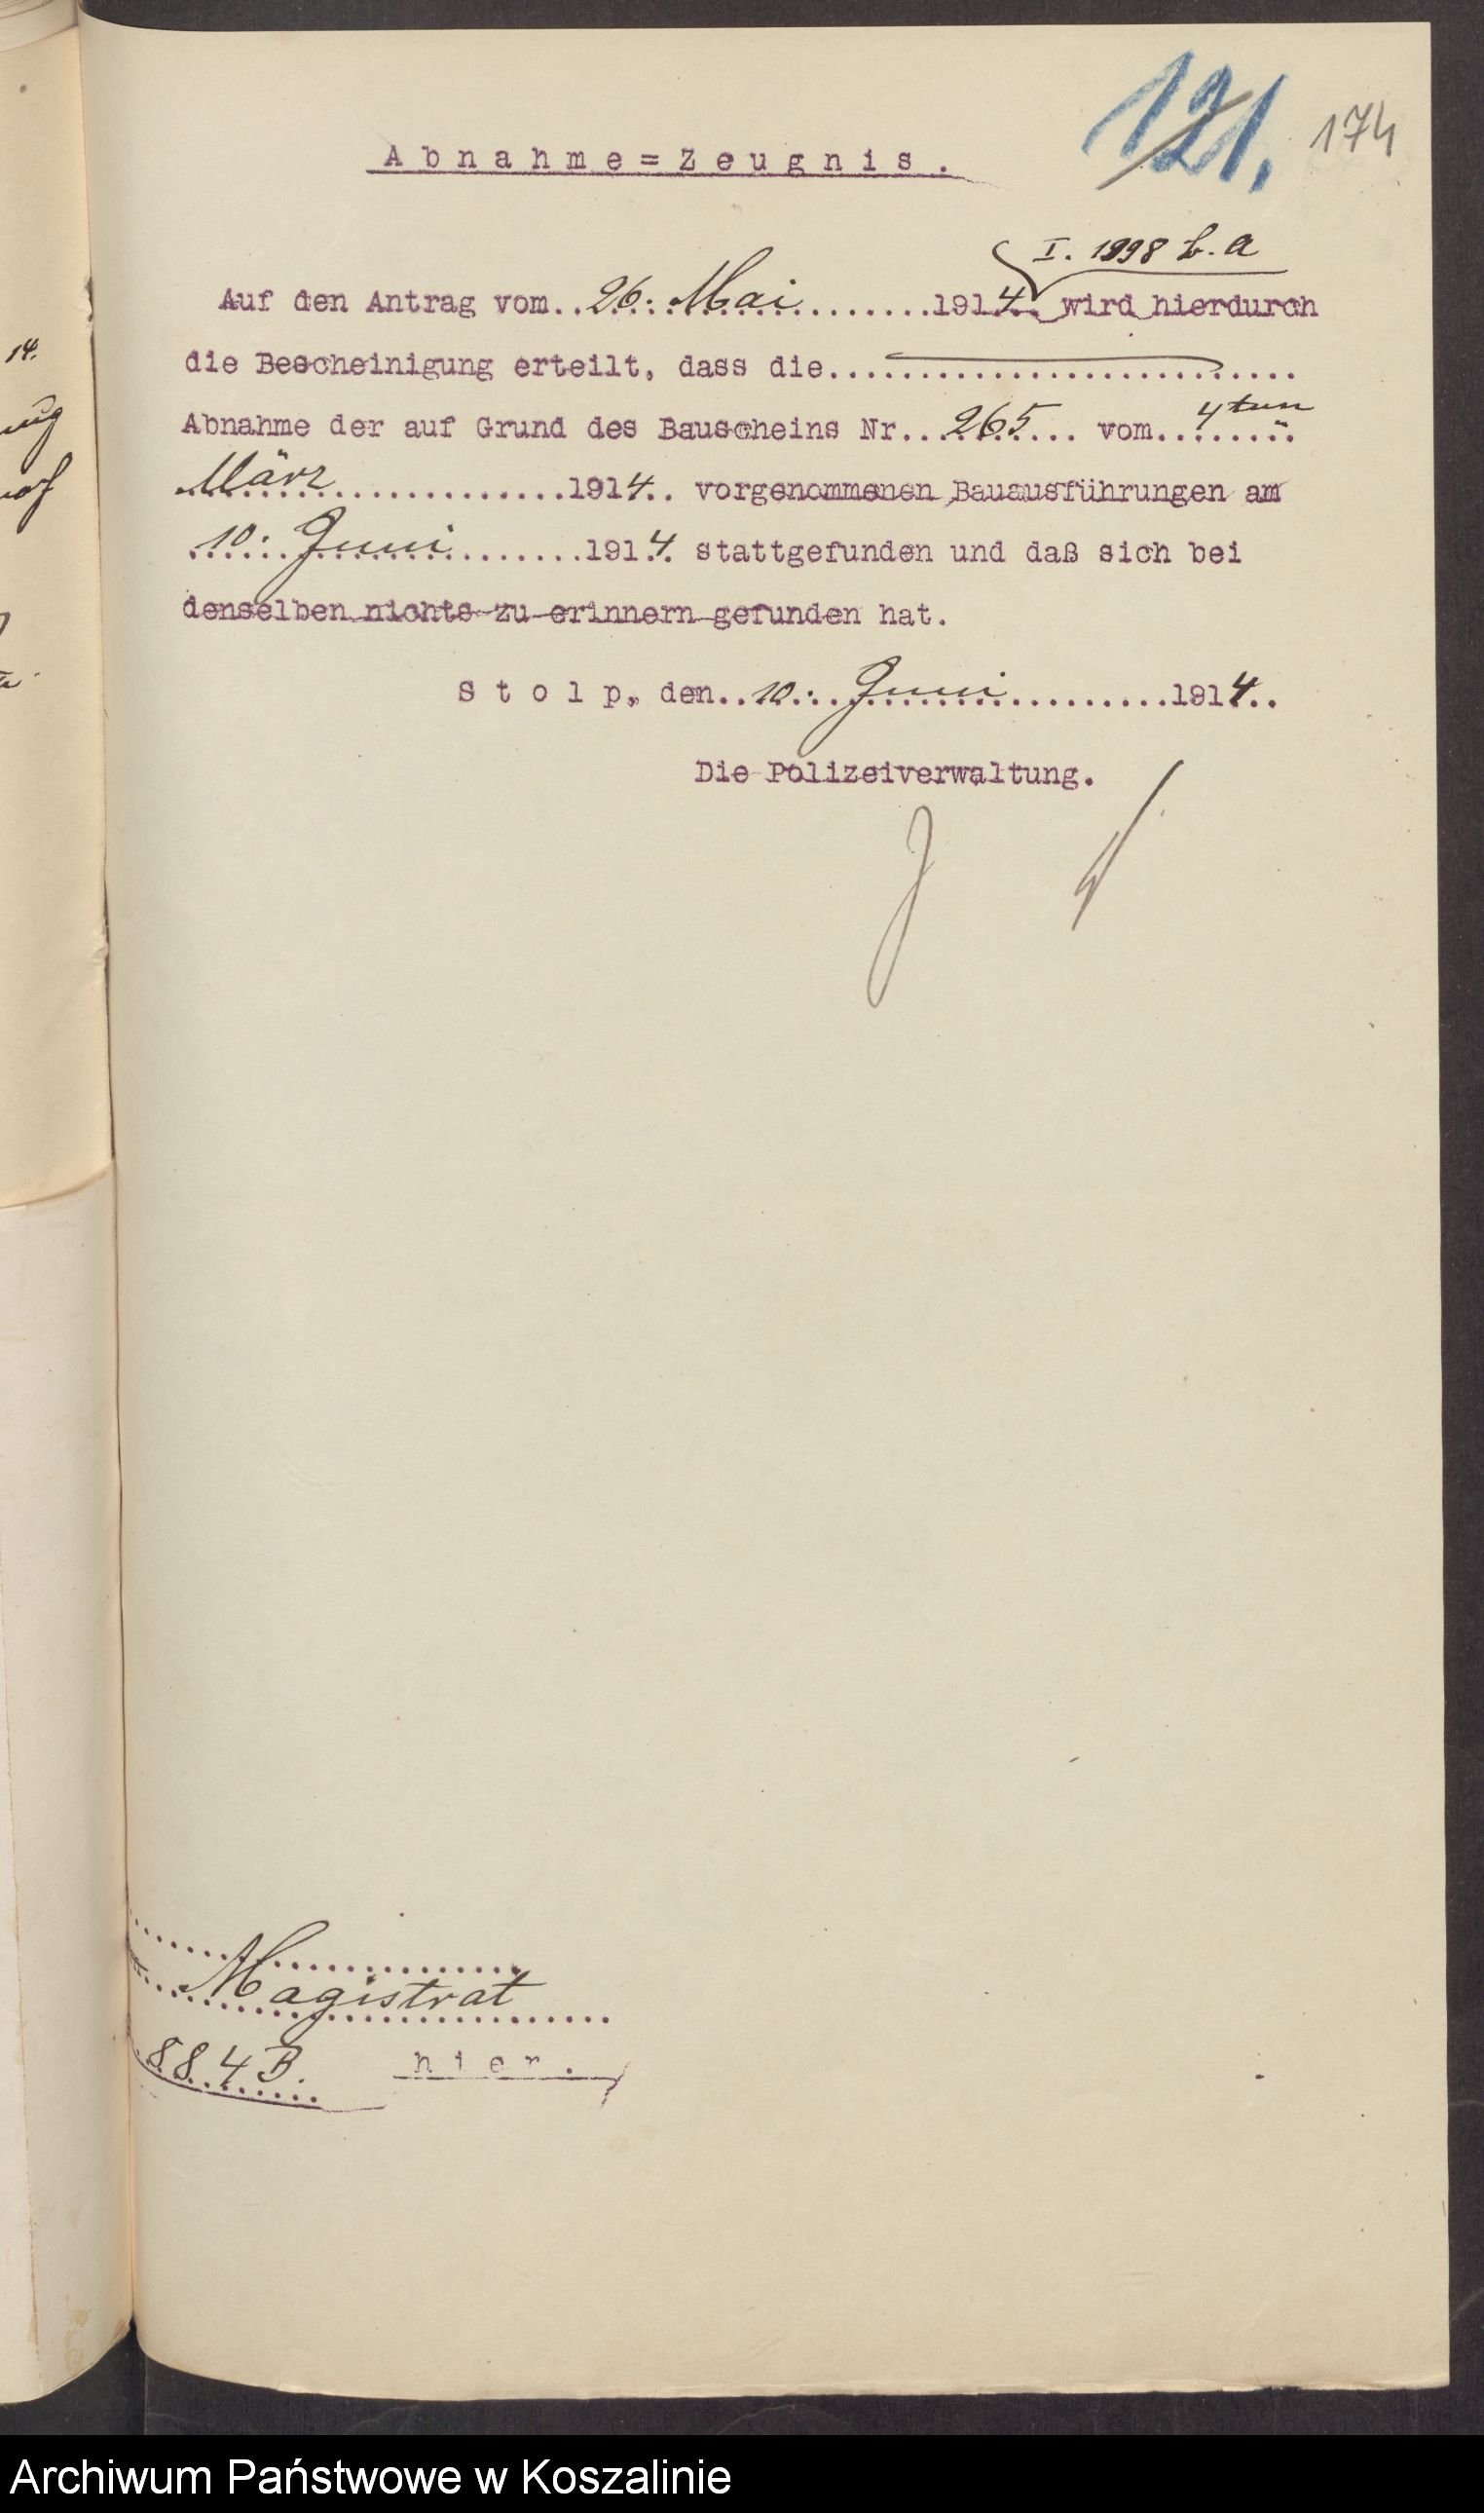 121.
174
Abnahme=Zeugnis.
I. 1998 b. a
Auf den Antrag vom..26. Mai...........1914. wird hierdurch
die Bescheinigung erteilt, dass die..........................
Abnahme der auf Grund des Bauscheins Nr...265... vom..4ten..
März.............1914.. vorgenommenen Bauausführungen am
10. Juni........1914. stattgefunden und daß sich bei
denselben nichts zu erinnern gefunden hat.
Stolp, den..10. Juni.........1914..
Die Polizeiverwaltung.
14.
Magistrat
884 B. hier.
Archiwum Państwowe w Koszalinie